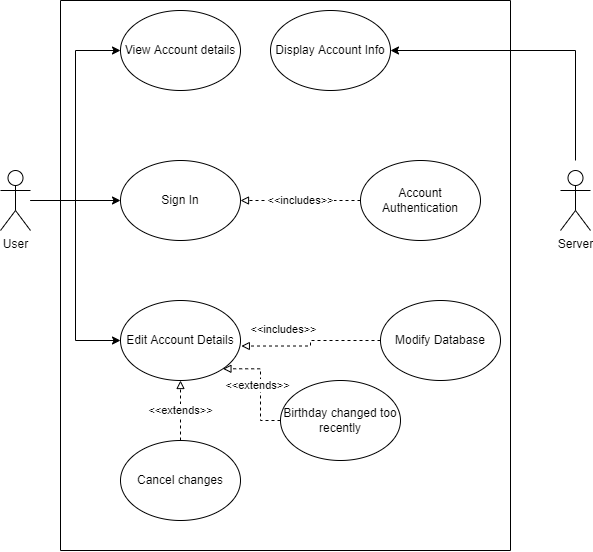 View Account details
Display Account Info
Sign In
<<includes>>
Account
Authentication
User
Server
<<includes>>
Edit Account Details
Modify Database
<<extends>>
<<extends>>
Birthday changed too
recently
Cancel changes